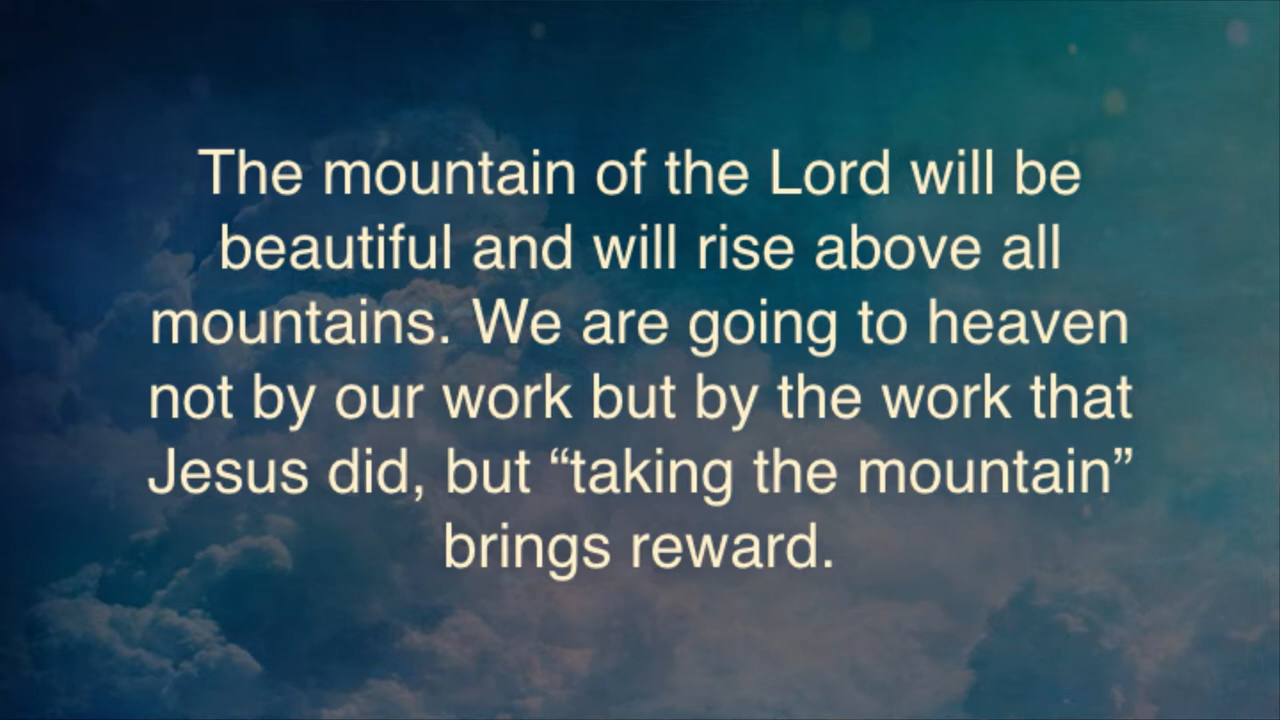 The mountain of the Lord will be
beautiful and will rise above all
mountains. We are going to heaven
not by our work but by the work that
Jesus did, but “taking the mountain”
brings reward.